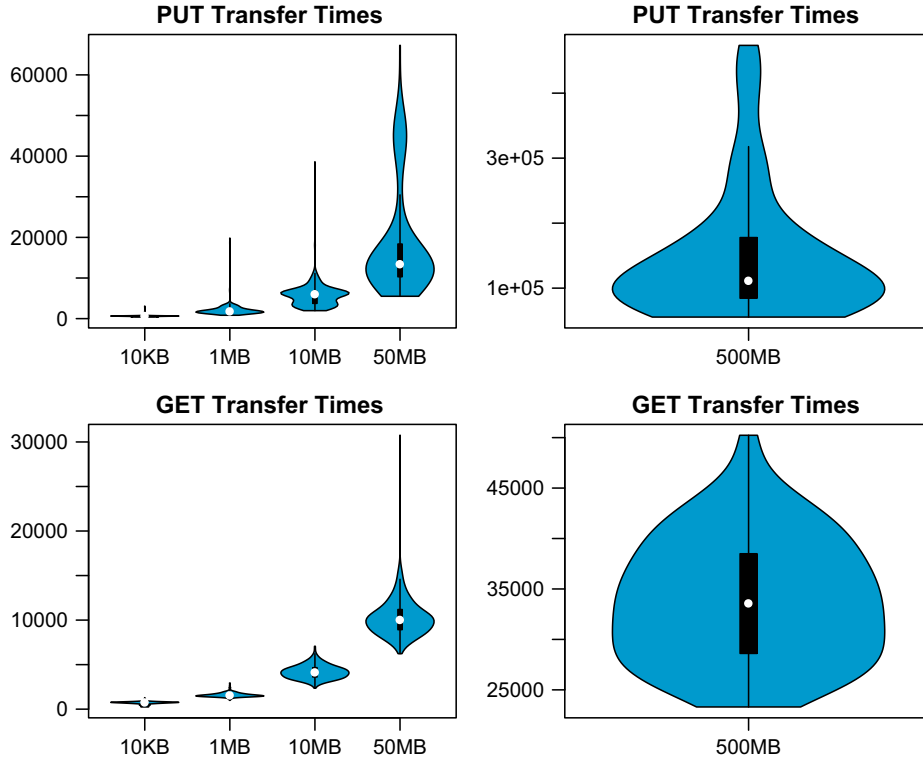 PUT Transfer Times
60000
40000
20000
0
10KB 1MB 10MB 50MB
PUT Transfer Times
3e+05
1e+05
500MB
GET Transfer Times
30000
20000
10000
0
10KB 1MB 10MB 50MB
GET Transfer Times
45000
35000
25000
500MB